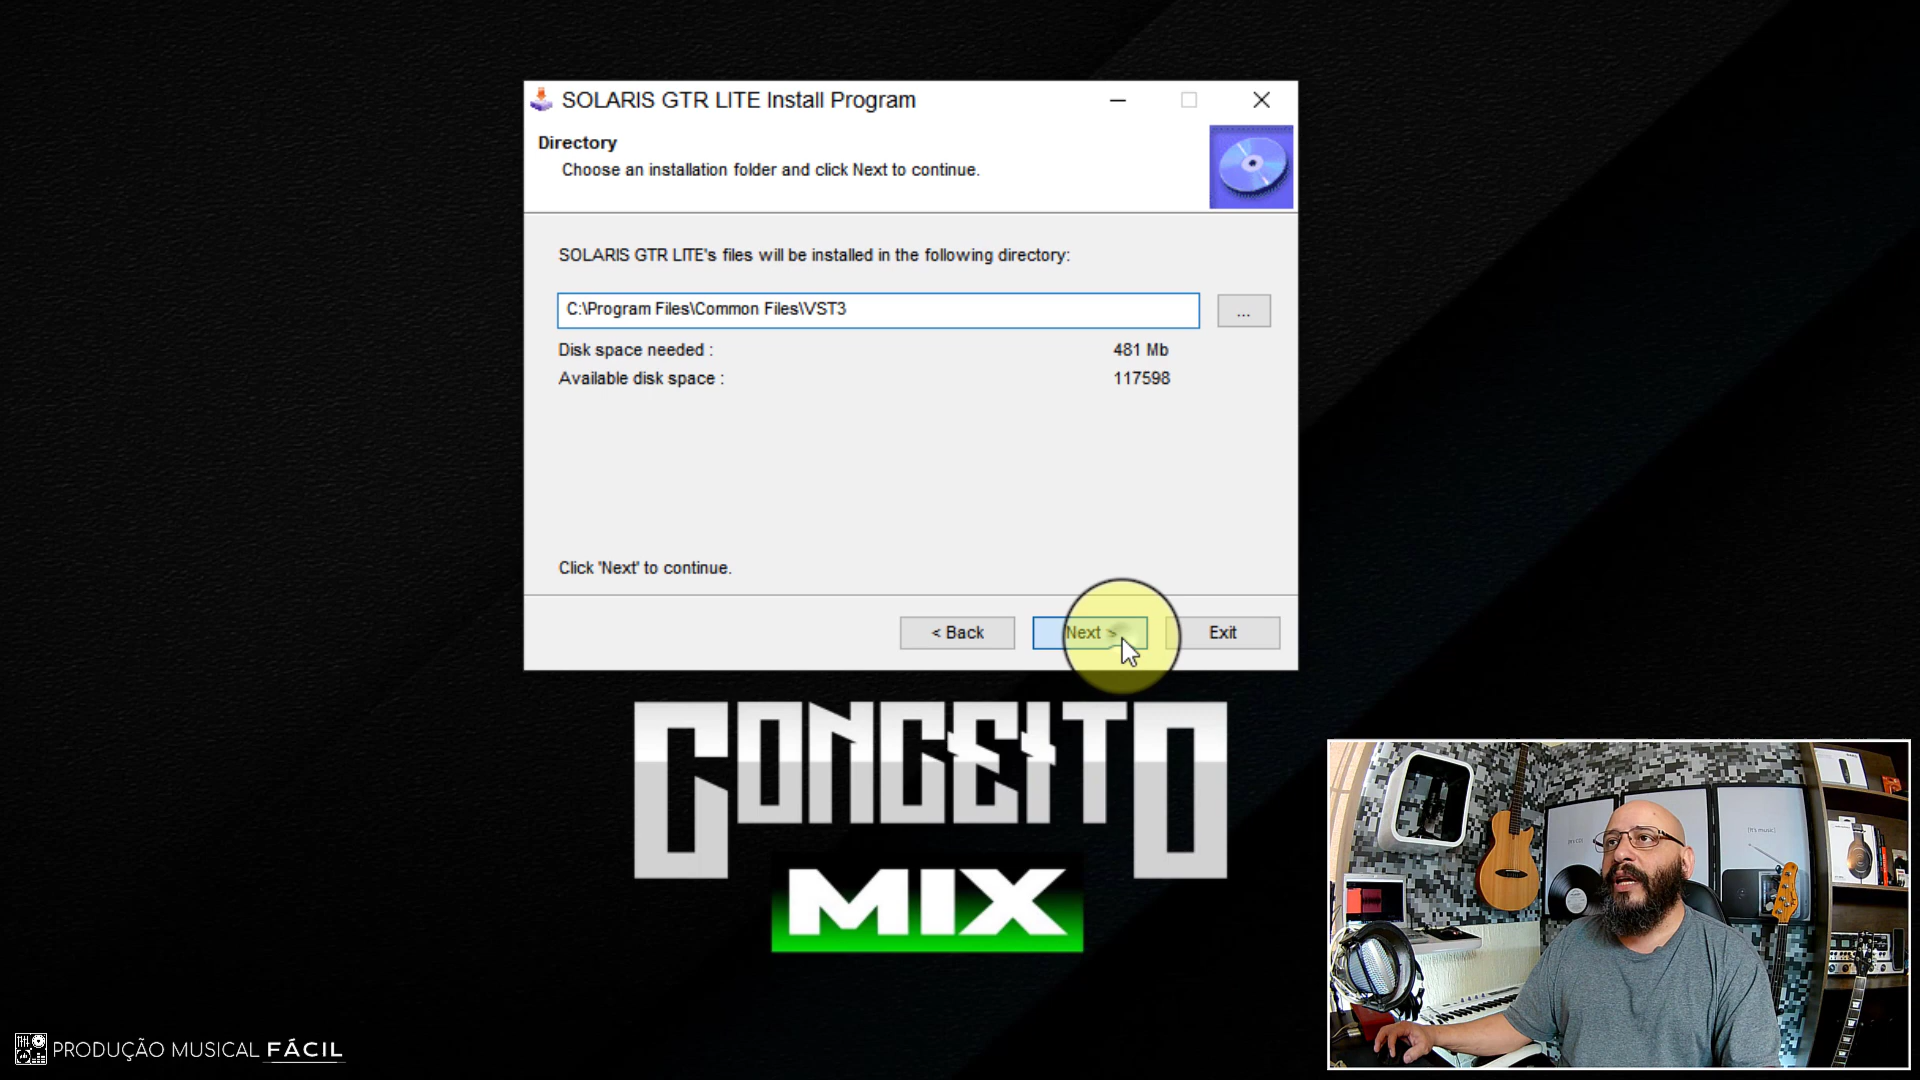 SOLARIS GTR LITE Install Program
Directory
Choose an installation folder and click Next to continue.
SOLARIS GTR LITE's files will be installed in the following directory:
C:\Program Files\Common Files\VST3
...
Disk space needed : 481 Mb
Available disk space : 117598
Click 'Next' to continue.
< Back
Next >
Exit
CONCEITO
MIX
PRODUÇÃO MUSICAL FÁCIL